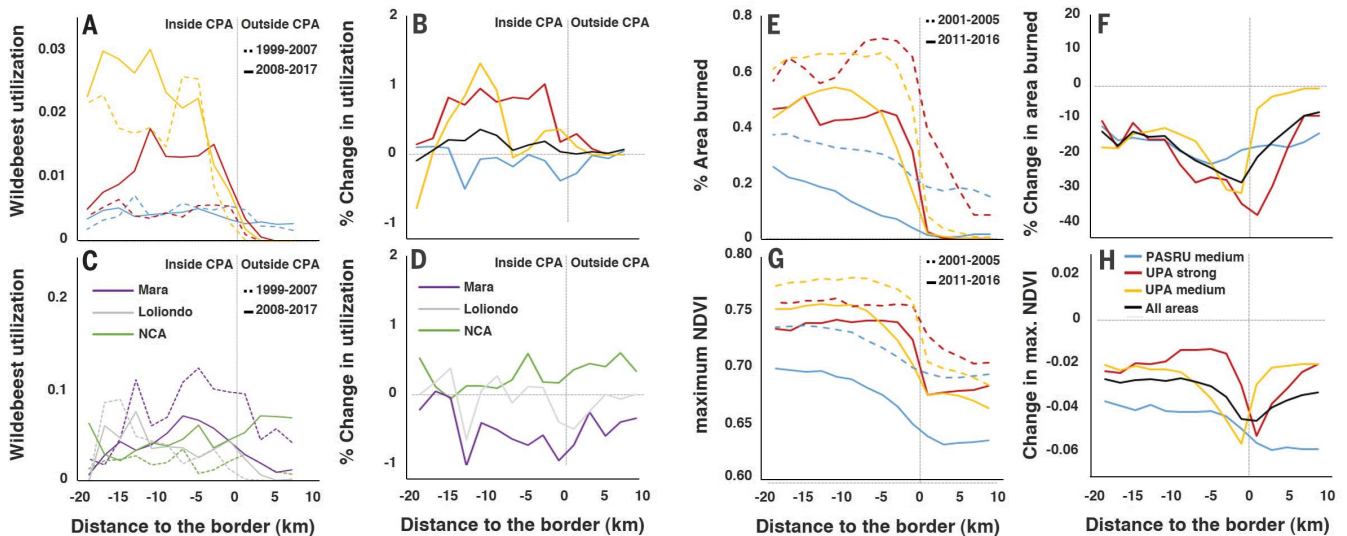 A
Inside CPA
Outside CPA
1999-2007
2008-2017
Wildebeest utilization
0.03
0.02
0.01
0
B
Inside CPA
Outside CPA
% Change in utilization
2
1
0
-1
C
Inside CPA
Outside CPA
Mara
Loliondo
NCA
1999-2007
2008-2017
Wildebeest utilization
0.2
0.1
0
-20
-15
-10
-5
0
5
10
Distance to the border (km)
D
Inside CPA
Outside CPA
Mara
Loliondo
NCA
% Change in utilization
2
1
0
-1
-20
-15
-10
-5
0
5
10
Distance to the border (km)
E
2001-2005
2011-2016
% Area burned
0.8
0.6
0.4
0.2
0
F
% Change in area burned
20
10
0
-10
-20
-30
-40
G
2001-2005
2011-2016
maximum NDVI
0.80
0.75
0.70
0.65
0.60
-20
-15
-10
-5
0
5
10
Distance to the border (km)
H
PASRU medium
UPA strong
UPA medium
All areas
Change in max. NDVI
0.02
0
-0.02
-0.04
-0.06
-20
-15
-10
-5
0
5
10
Distance to the border (km)